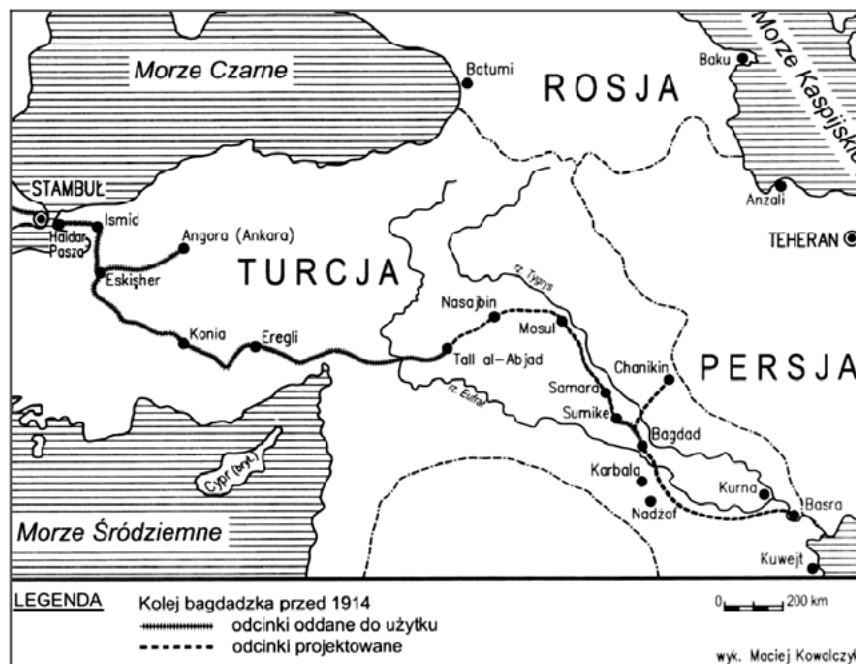 Morze Czarne
Batumi
ROSJA
Baku
Morze Kaspijskie
STAMBUŁ
Haidar
Pasza
Ismid
Angora (Ankara)
Eskisher
TURCJA
Anzali
TEHERAN
rz. Tygrys
Nasajbin
Mosul
Konia
Eregli
Tall al-Abjad
Chanikin
PERSJA
rz. Eufrat
Samara
Sumike
Bagdad
Cypr (bryt.)
Karbala
Nadżof
Kurna
Basra
Morze Śródziemne
Kuwejt
LEGENDA
Kolej bagdadzka przed 1914
odcinki oddane do użytku
odcinki projektowane
0 200 km
wyk. Maciej Kowalczyk